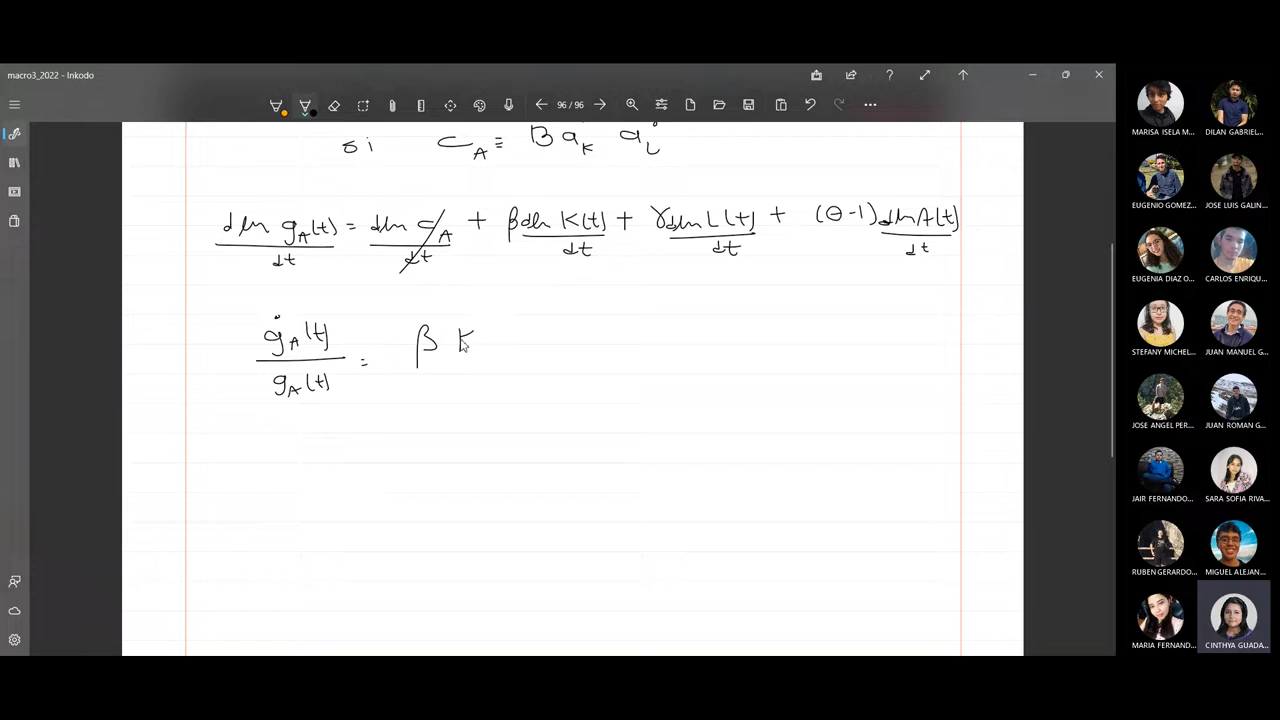 macro3_2022 - Inkodo
96 / 96
si C_A ≡ B a_K a_L
d ln g_A(t) / dt = d ln c_A / dt + β d ln K(t) / dt + γ d ln L(t) / dt + (θ-1) d ln A(t) / dt
ġ_A(t) / g_A(t) = β K
MARISA ISELA M...
DILAN GABRIEL...
EUGENIO GOMEZ...
JOSE LUIS GALIN...
EUGENIA DIAZ O...
CARLOS ENRIQU...
STEFANY MICHEL...
JUAN MANUEL G...
JOSE ANGEL PER...
JUAN ROMAN G...
JAIR FERNANDO...
SARA SOFIA RIVA...
RUBEN GERARDO...
MIGUEL ALEJAN...
MARIA FERNAND...
CINTHYA GUADA...